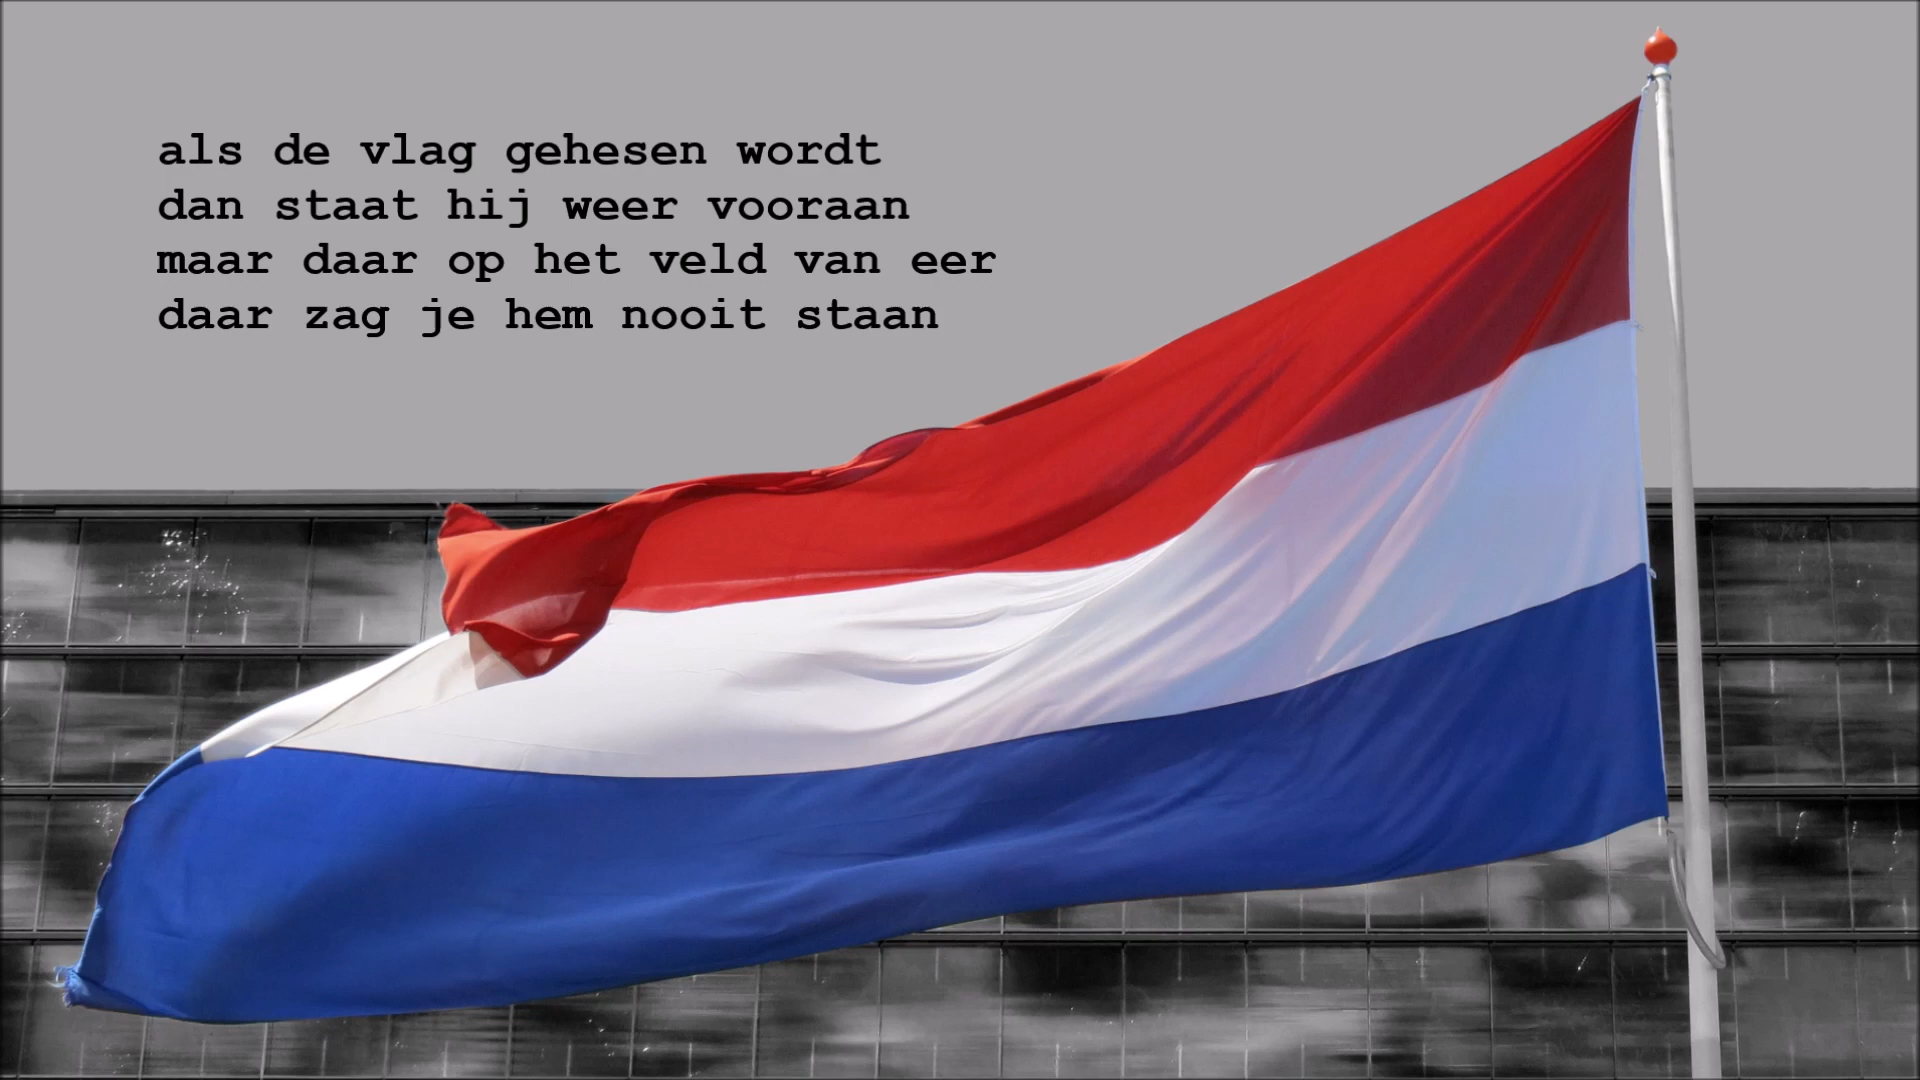 als de vlag gehesen wordt
dan staat hij weer vooraan
maar daar op het veld van eer
daar zag je hem nooit staan